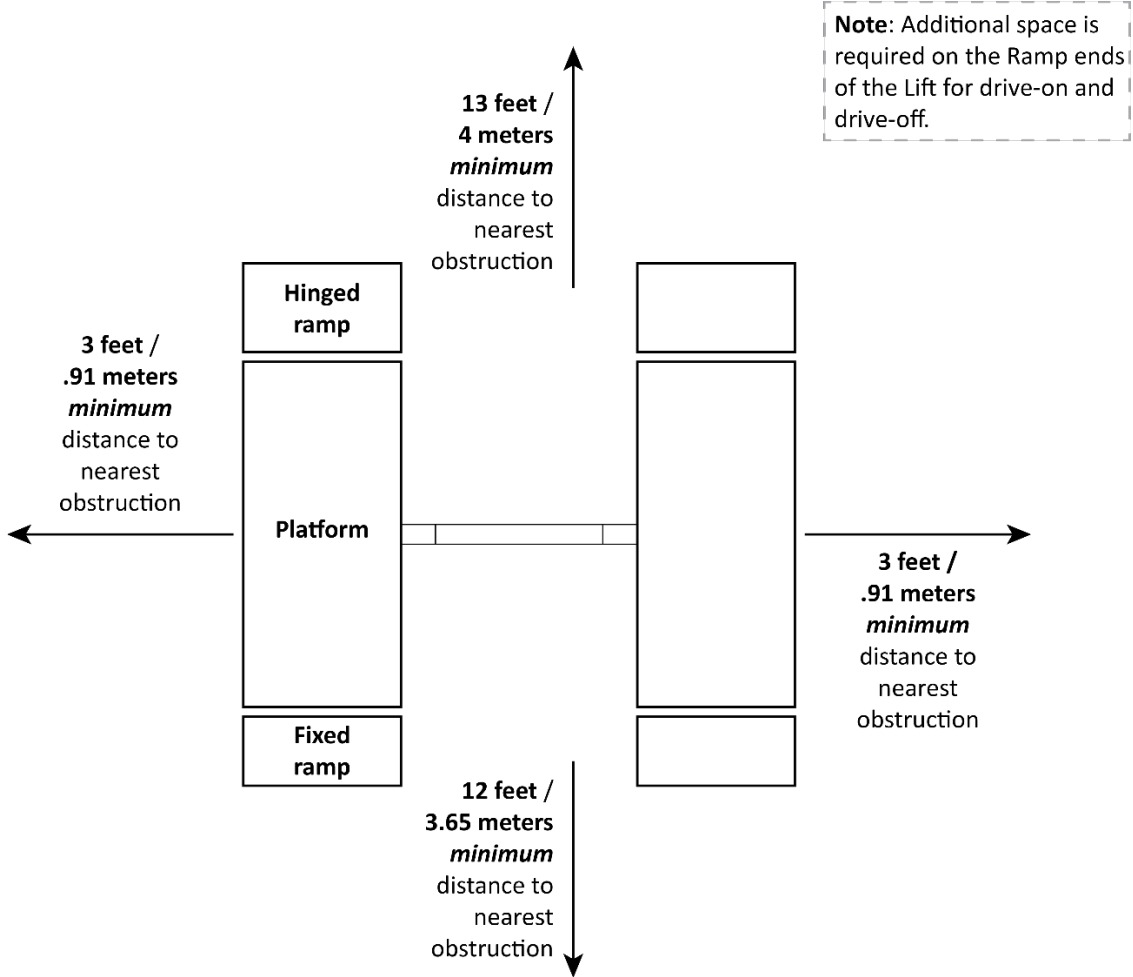 Note: Additional space is
required on the Ramp ends
of the Lift for drive-on and
drive-off.
13 feet /
4 meters
minimum
distance to
nearest
obstruction
Hinged
ramp
3 feet /
.91 meters
minimum
distance to
nearest
obstruction
Platform
3 feet /
.91 meters
minimum
distance to
nearest
obstruction
Fixed
ramp
12 feet /
3.65 meters
minimum
distance to
nearest
obstruction